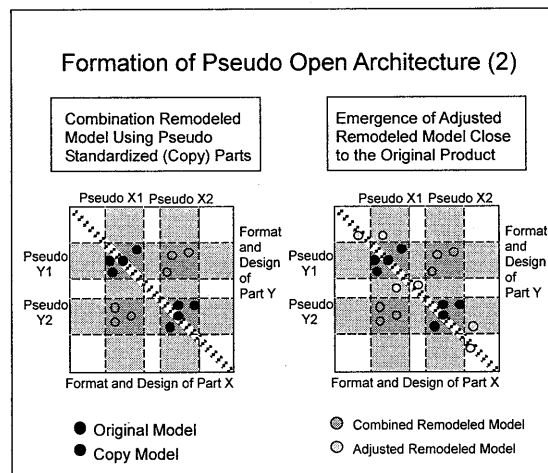 Formation of Pseudo Open Architecture (2)
Combination Remodeled
Model Using Pseudo
Standardized (Copy) Parts
Emergence of Adjusted
Remodeled Model Close
to the Original Product
Pseudo X1 Pseudo X2
Pseudo
Y1
Pseudo
Y2
Format
and
Design
of
Part Y
Format and Design of Part X
Pseudo X1 Pseudo X2
Pseudo
Y1
Pseudo
Y2
Format
and
Design
of
Part Y
Format and Design of Part X
Original Model
Copy Model
Combined Remodeled Model
Adjusted Remodeled Model